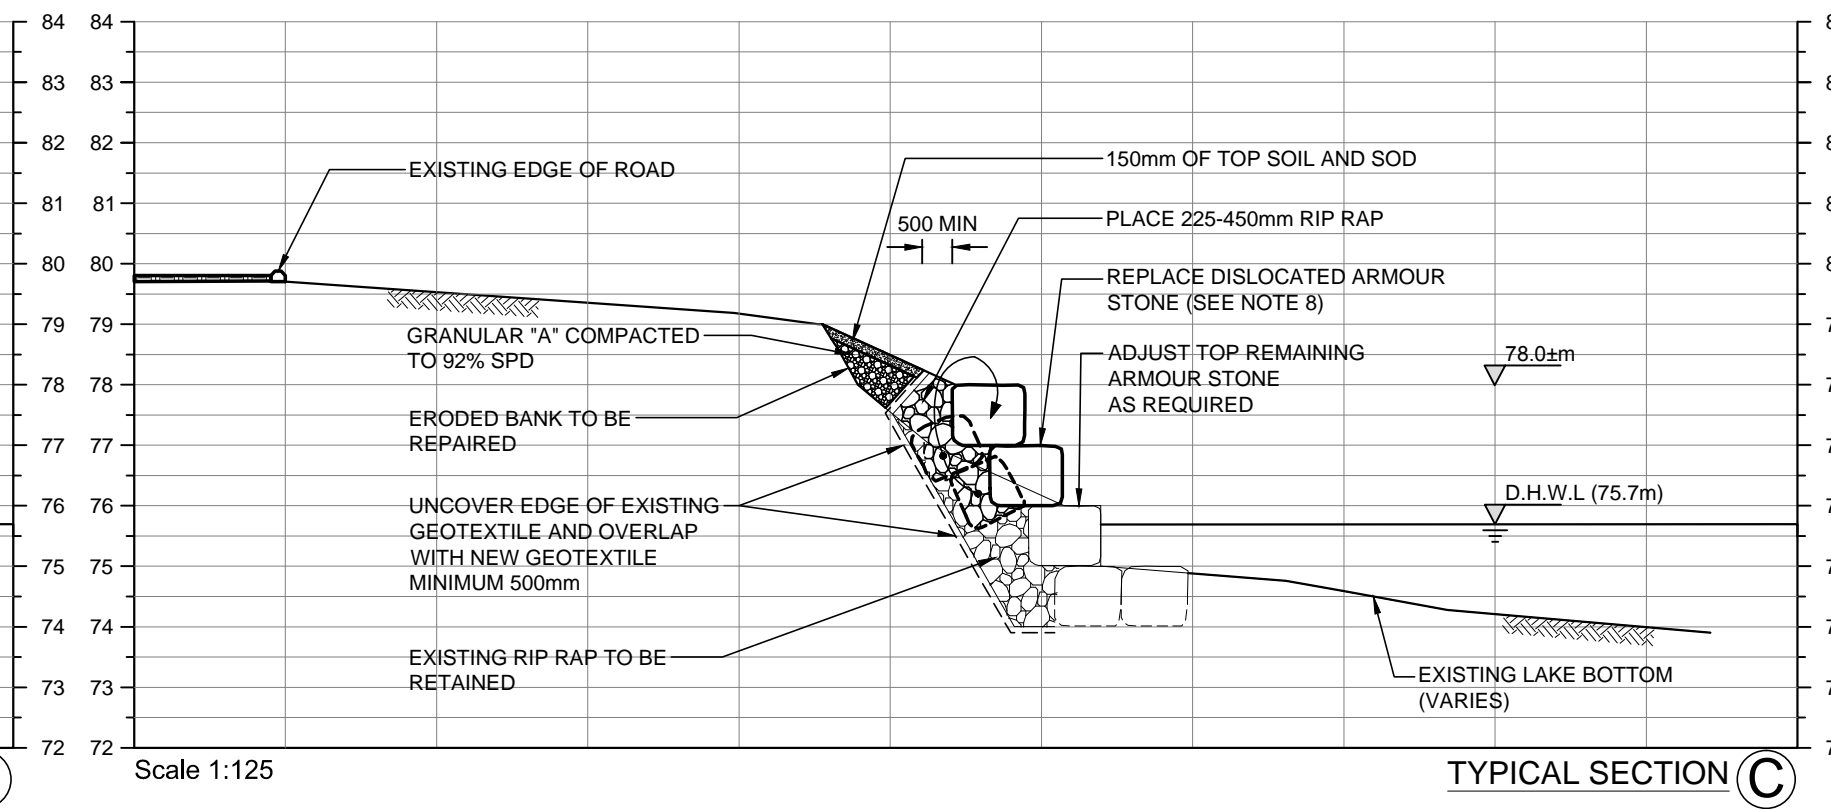 84 84
83 83
82 82
81 81
80 80
79 79
78 78
77 77
76 76
75 75
74 74
73 73
72 72
EXISTING EDGE OF ROAD
150mm OF TOP SOIL AND SOD
500 MIN
PLACE 225-450mm RIP RAP
REPLACE DISLOCATED ARMOUR
STONE (SEE NOTE 8)
GRANULAR "A" COMPACTED
TO 92% SPD
ADJUST TOP REMAINING
ARMOUR STONE
AS REQUIRED
78.0±m
ERODED BANK TO BE
REPAIRED
D.H.W.L (75.7m)
UNCOVER EDGE OF EXISTING
GEOTEXTILE AND OVERLAP
WITH NEW GEOTEXTILE
MINIMUM 500mm
EXISTING RIP RAP TO BE
RETAINED
EXISTING LAKE BOTTOM
(VARIES)
Scale 1:125
TYPICAL SECTION C